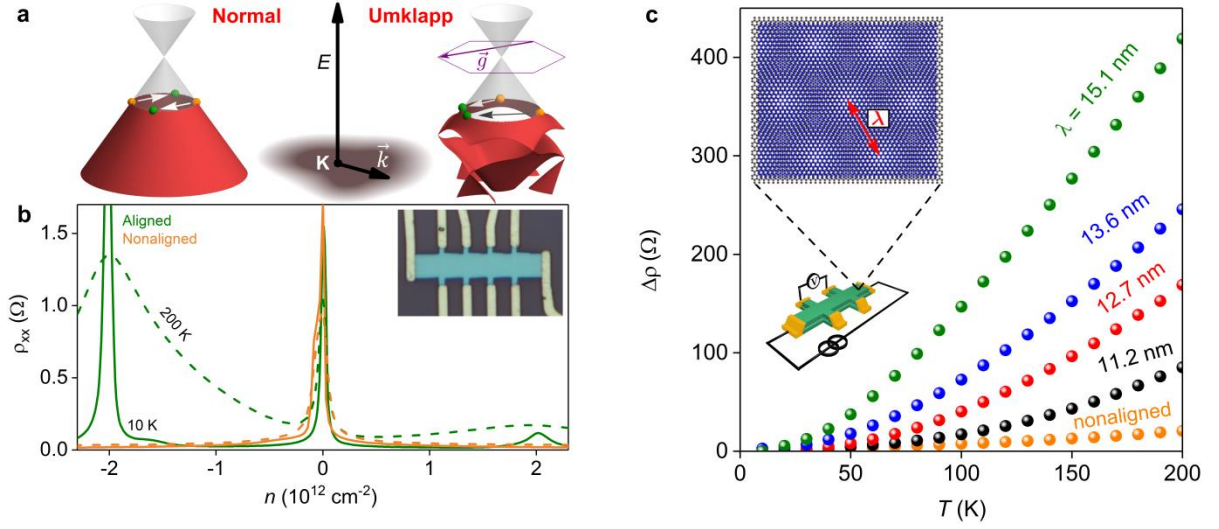 a
Normal
Umklapp
E
g
K
k
b
Aligned
Nonaligned
1.5
1.0
0.5
0.0
ρxx (Ω)
200 K
10 K
-2
-1
0
1
2
n (10¹² cm⁻²)
c
400
300
200
100
0
Δρ (Ω)
λ
V
λ = 15.1 nm
13.6 nm
12.7 nm
11.2 nm
nonaligned
0
50
100
150
200
T (K)